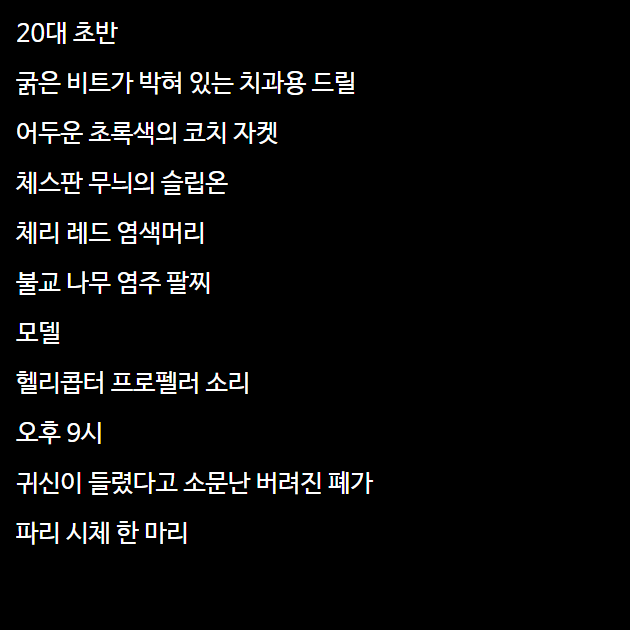 20대 초반
굵은 비트가 박혀 있는 치과용 드릴
어두운 초록색의 코치 자켓
체스판 무늬의 슬립온
체리 레드 염색머리
불교 나무 염주 팔찌
모델
헬리콥터 프로펠러 소리
오후 9시
귀신이 들렸다고 소문난 버려진 폐가
파리 시체 한 마리